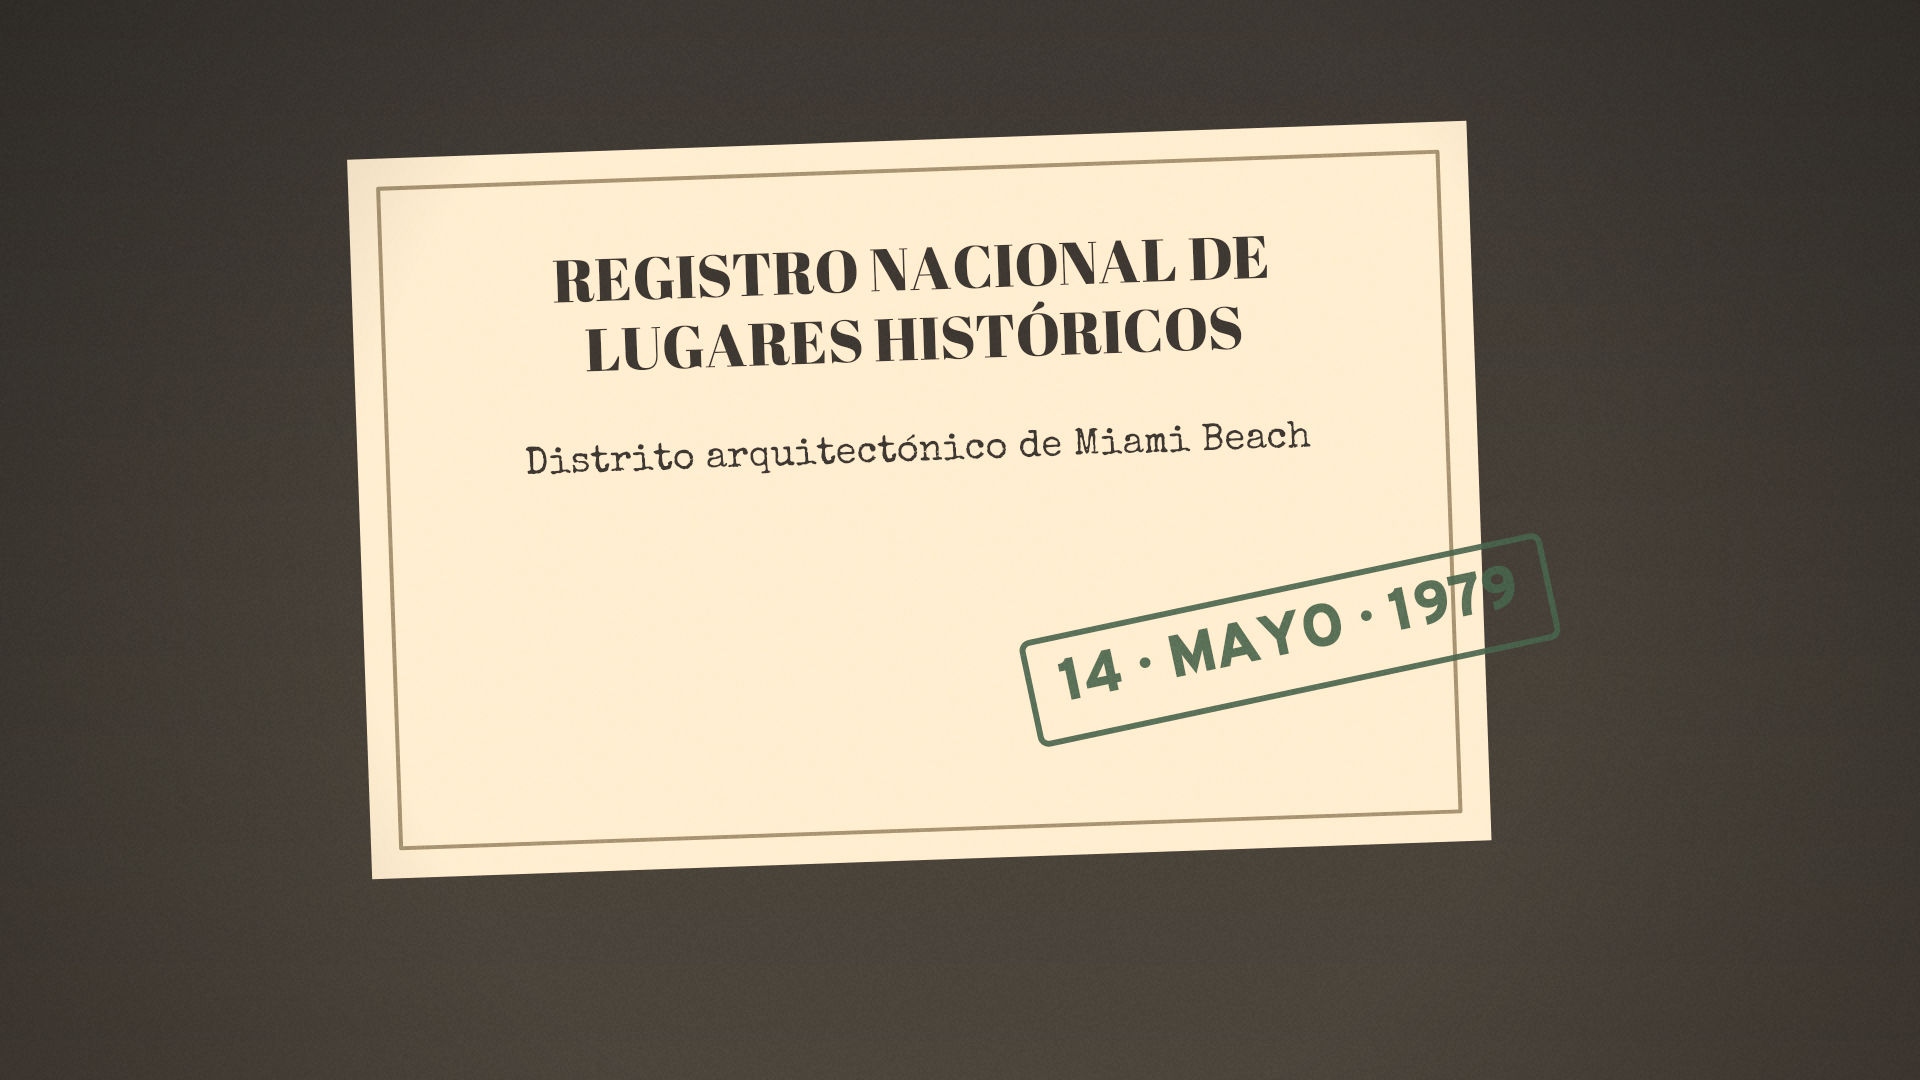 REGISTRO NACIONAL DE
LUGARES HISTÓRICOS
Distrito arquitectónico de Miami Beach
14 · MAYO · 1979